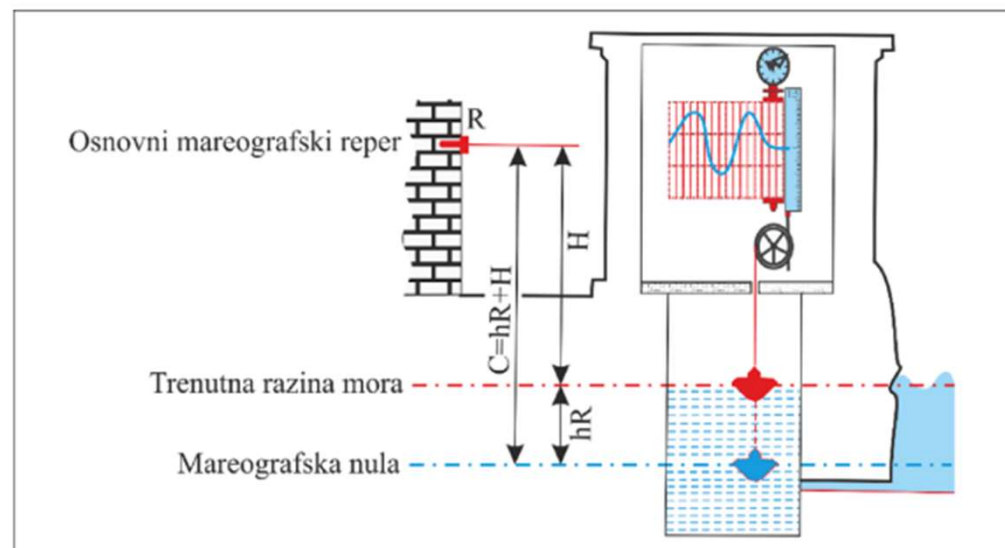 R
Osnovni mareografski reper
H
C=hR+H
Trenutna razina mora
hR
Mareografska nula